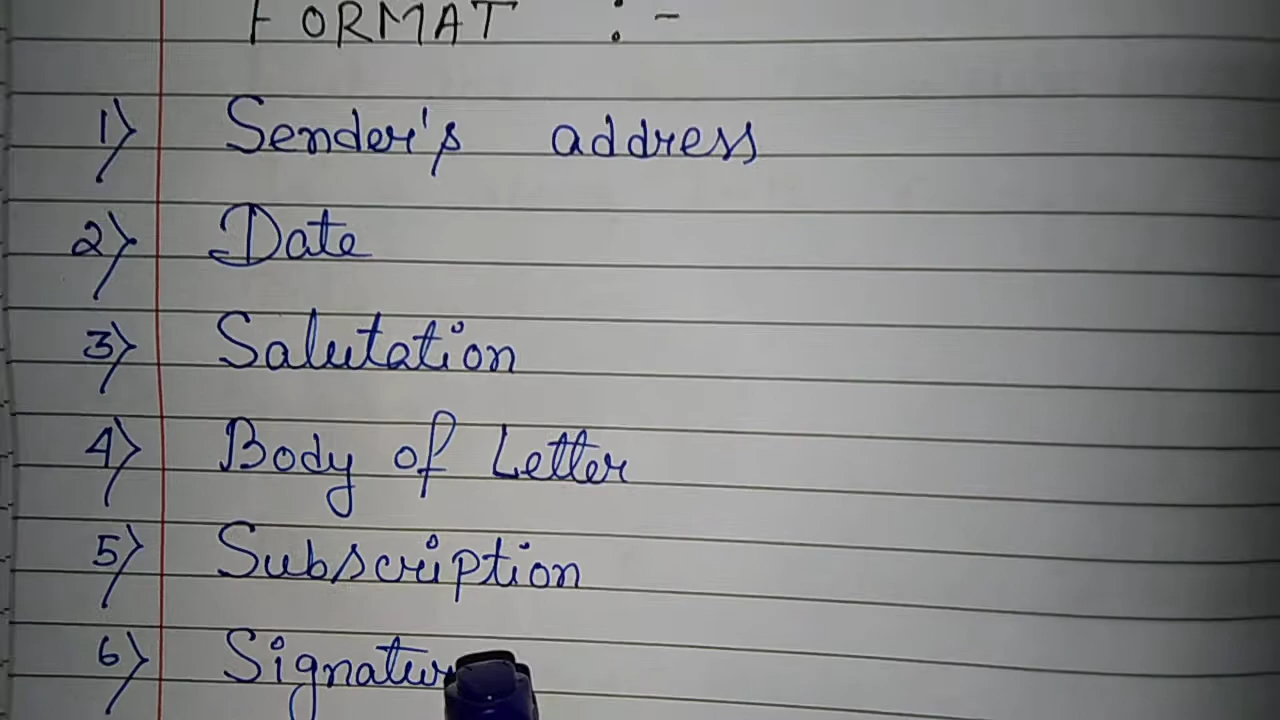 FORMAT :-
1) Sender's address
2) Date
3) Salutation
4) Body of Letter
5) Subscription
6) Signatur